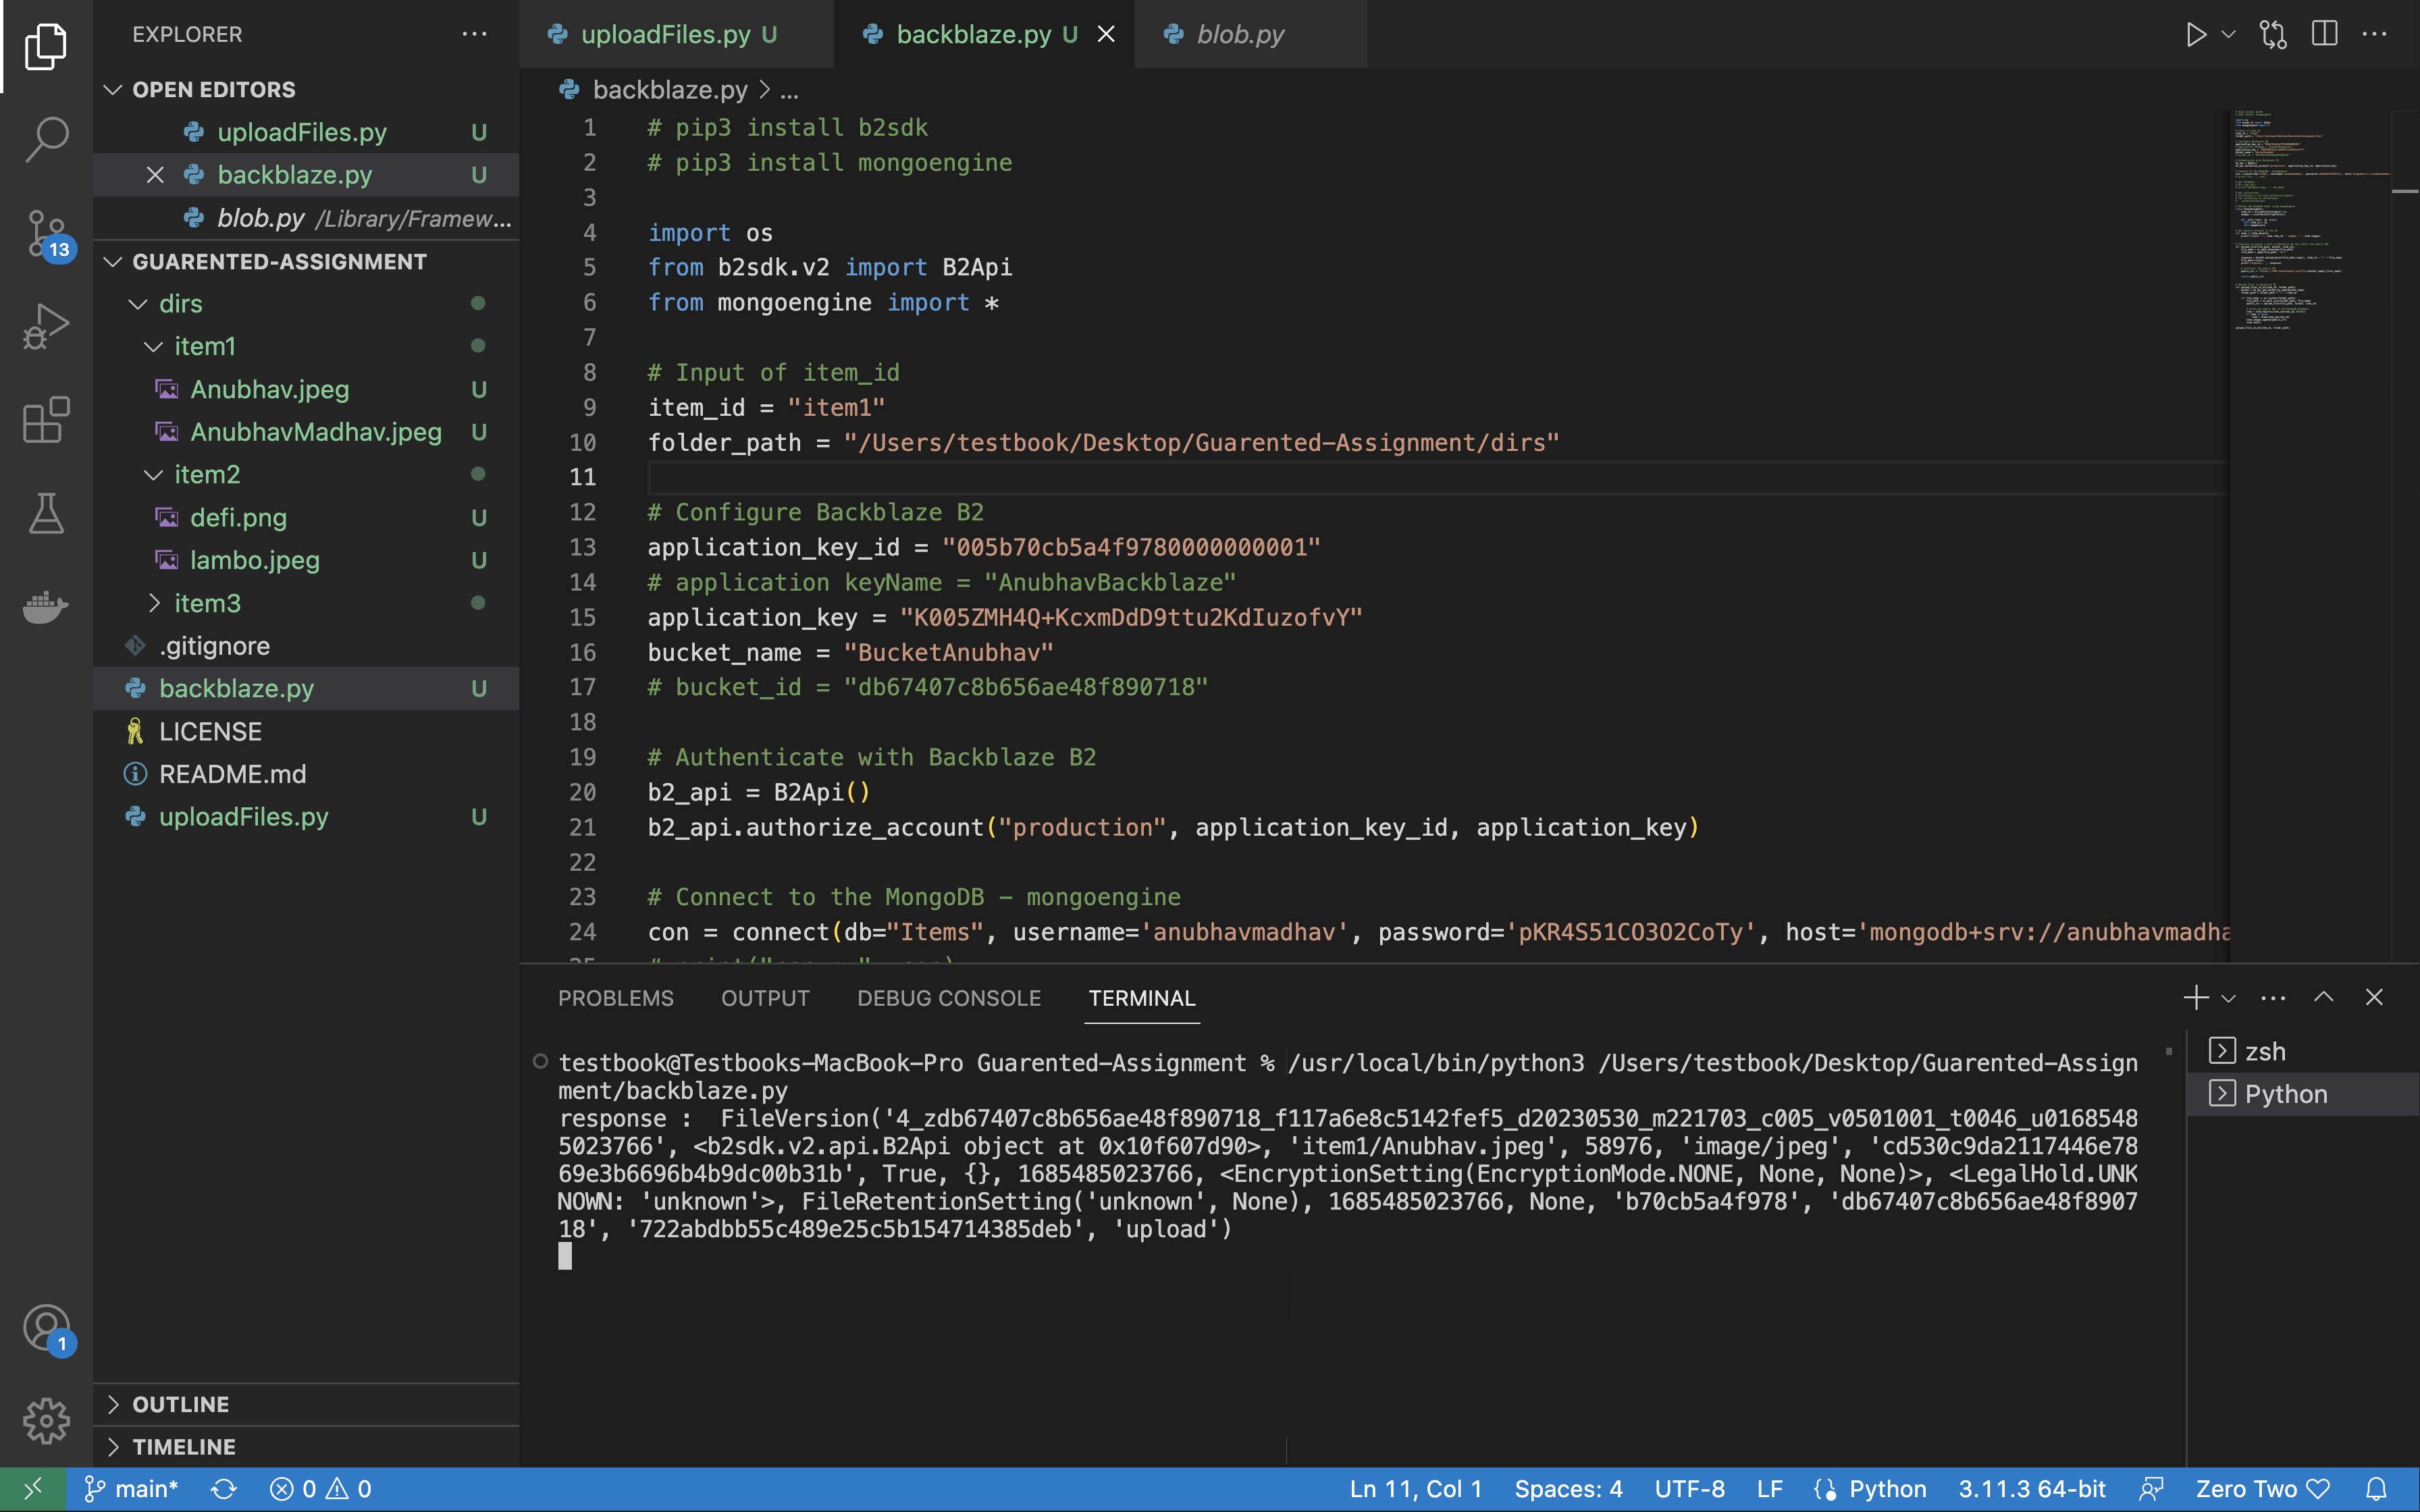 EXPLORER
OPEN EDITORS
uploadFiles.py U
backblaze.py U
blob.py /Library/Framew...
GUARENTED-ASSIGNMENT
dirs
item1
Anubhav.jpeg U
AnubhavMadhav.jpeg U
item2
defi.png U
lambo.jpeg U
item3
.gitignore
backblaze.py U
LICENSE
README.md
uploadFiles.py U
OUTLINE
TIMELINE
13
1
uploadFiles.py U
backblaze.py U
blob.py
backblaze.py > ...
1 # pip3 install b2sdk
2 # pip3 install mongoengine
3
4 import os
5 from b2sdk.v2 import B2Api
6 from mongoengine import *
7
8 # Input of item_id
9 item_id = "item1"
10 folder_path = "/Users/testbook/Desktop/Guarented-Assignment/dirs"
11
12 # Configure Backblaze B2
13 application_key_id = "005b70cb5a4f9780000000001"
14 # application keyName = "AnubhavBackblaze"
15 application_key = "K005ZMH4Q+KcxmDdD9ttu2KdIuzofvY"
16 bucket_name = "BucketAnubhav"
17 # bucket_id = "db67407c8b656ae48f890718"
18
19 # Authenticate with Backblaze B2
20 b2_api = B2Api()
21 b2_api.authorize_account("production", application_key_id, application_key)
22
23 # Connect to the MongoDB - mongoengine
24 con = connect(db="Items", username='anubhavmadhav', password='pKR4S51CO3O2CoTy', host='mongodb+srv://anubhavmadha
PROBLEMS OUTPUT DEBUG CONSOLE TERMINAL
testbook@Testbooks-MacBook-Pro Guarented-Assignment % /usr/local/bin/python3 /Users/testbook/Desktop/Guarented-Assign
ment/backblaze.py
response :  FileVersion('4_zdb67407c8b656ae48f890718_f117a6e8c5142fef5_d20230530_m221703_c005_v0501001_t0046_u0168548
5023766', <b2sdk.v2.api.B2Api object at 0x10f607d90>, 'item1/Anubhav.jpeg', 58976, 'image/jpeg', 'cd530c9da2117446e78
69e3b6696b4b9dc00b31b', True, {}, 1685485023766, <EncryptionSetting(EncryptionMode.NONE, None, None)>, <LegalHold.UNK
NOWN: 'unknown'>, FileRetentionSetting('unknown', None), 1685485023766, None, 'b70cb5a4f978', 'db67407c8b656ae48f8907
18', '722abdbb55c489e25c5b154714385deb', 'upload')
zsh
Python
main* 0 0 Ln 11, Col 1 Spaces: 4 UTF-8 LF Python 3.11.3 64-bit Zero Two